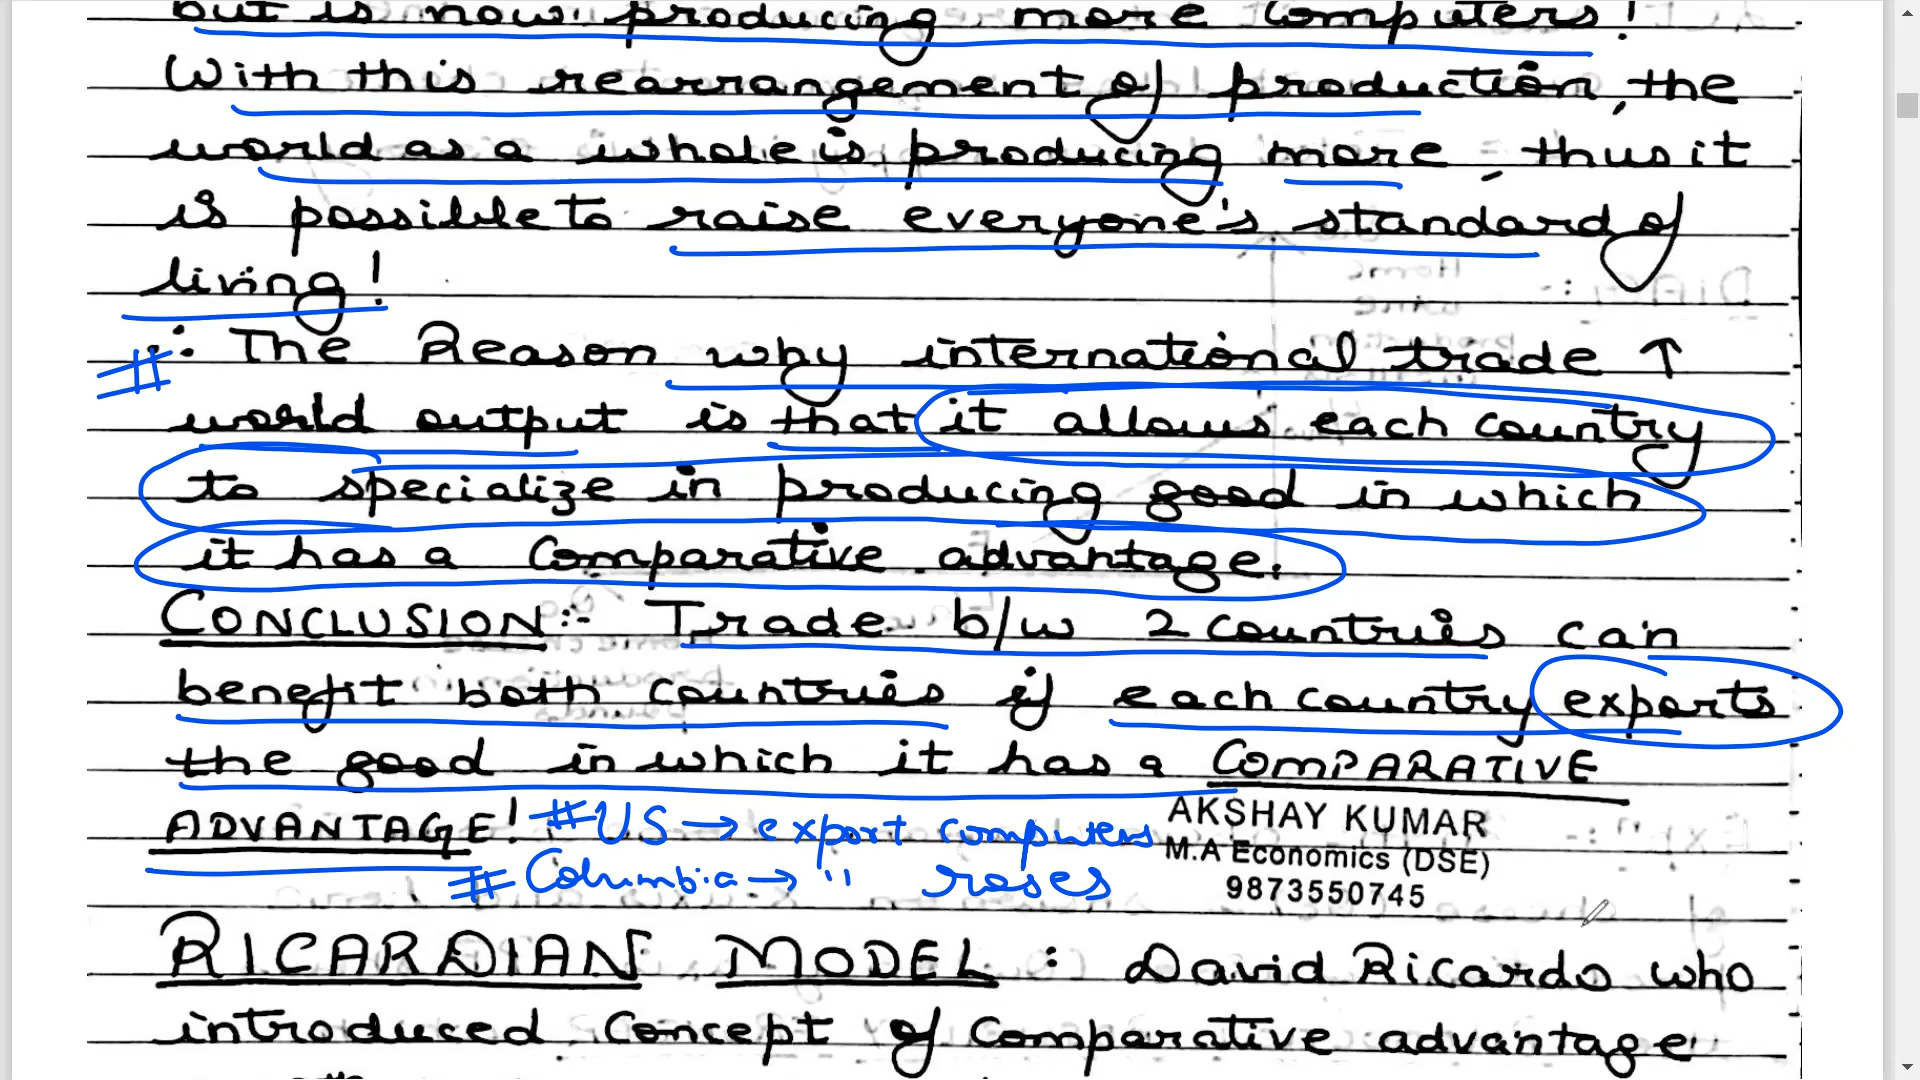 but is now producing more computers!
With this rearrangement of production, the
world as a whole is producing more, thus it
is possible to raise everyone's standard of
living!
∴ The Reason why international trade ↑
world output is that it allows each country
to specialize in producing good in which
it has a comparative advantage.
CONCLUSION:- Trade b/w 2 countries can
benefit both countries if each country exports
the good in which it has a COMPARATIVE
ADVANTAGE! # US → export computers
# Columbia → " roses
AKSHAY KUMAR
M.A Economics (DSE)
9873550745
RICARDIAN MODEL : David Ricardo who
introduced concept of comparative advantage